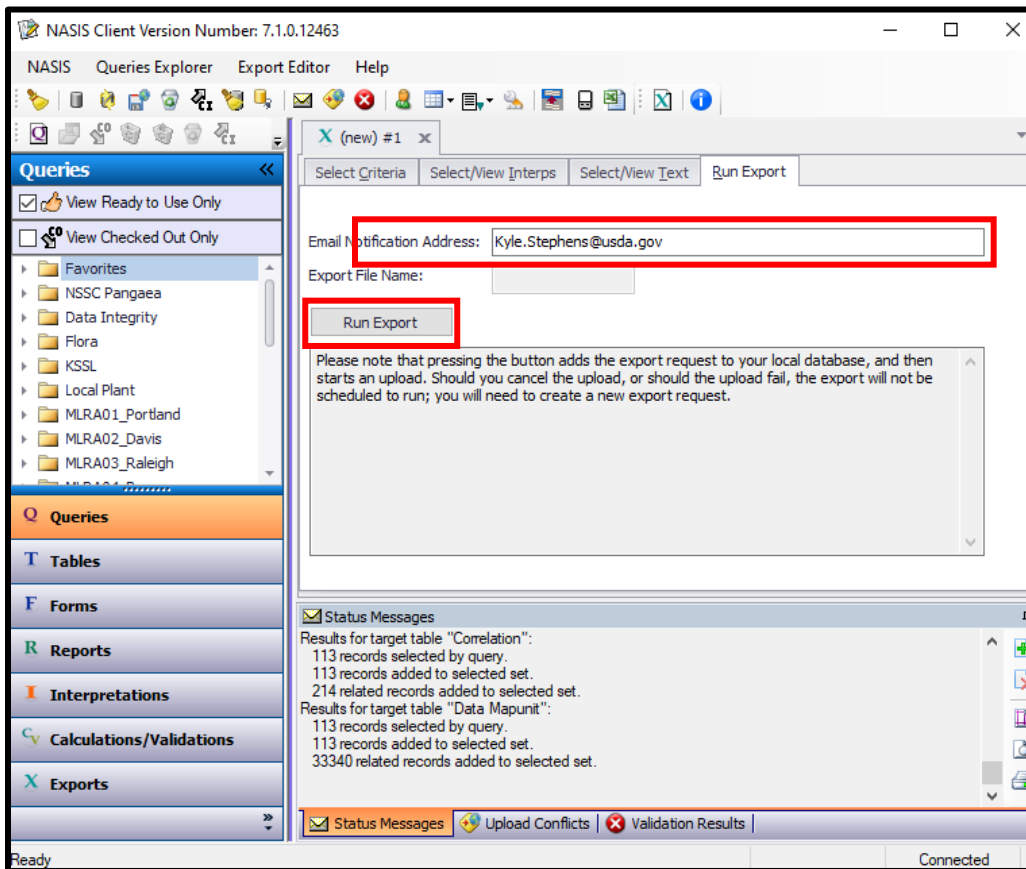 NASIS Client Version Number: 7.1.0.12463
NASIS Queries Explorer Export Editor Help
X (new) #1
Queries
Select Criteria Select/View Interps Select/View Text Run Export
View Ready to Use Only
View Checked Out Only
Email Notification Address: Kyle.Stephens@usda.gov
Export File Name:
Run Export
Please note that pressing the button adds the export request to your local database, and then
starts an upload. Should you cancel the upload, or should the upload fail, the export will not be
scheduled to run; you will need to create a new export request.
Favorites
NSSC Pangaea
Data Integrity
Flora
KSSL
Local Plant
MLRA01_Portland
MLRA02_Davis
MLRA03_Raleigh
Q Queries
T Tables
F Forms
R Reports
I Interpretations
CV Calculations/Validations
X Exports
Status Messages
Results for target table "Correlation":
113 records selected by query.
113 records added to selected set.
214 related records added to selected set.
Results for target table "Data Mapunit":
113 records selected by query.
113 records added to selected set.
33340 related records added to selected set.
Status Messages Upload Conflicts Validation Results
Ready
Connected